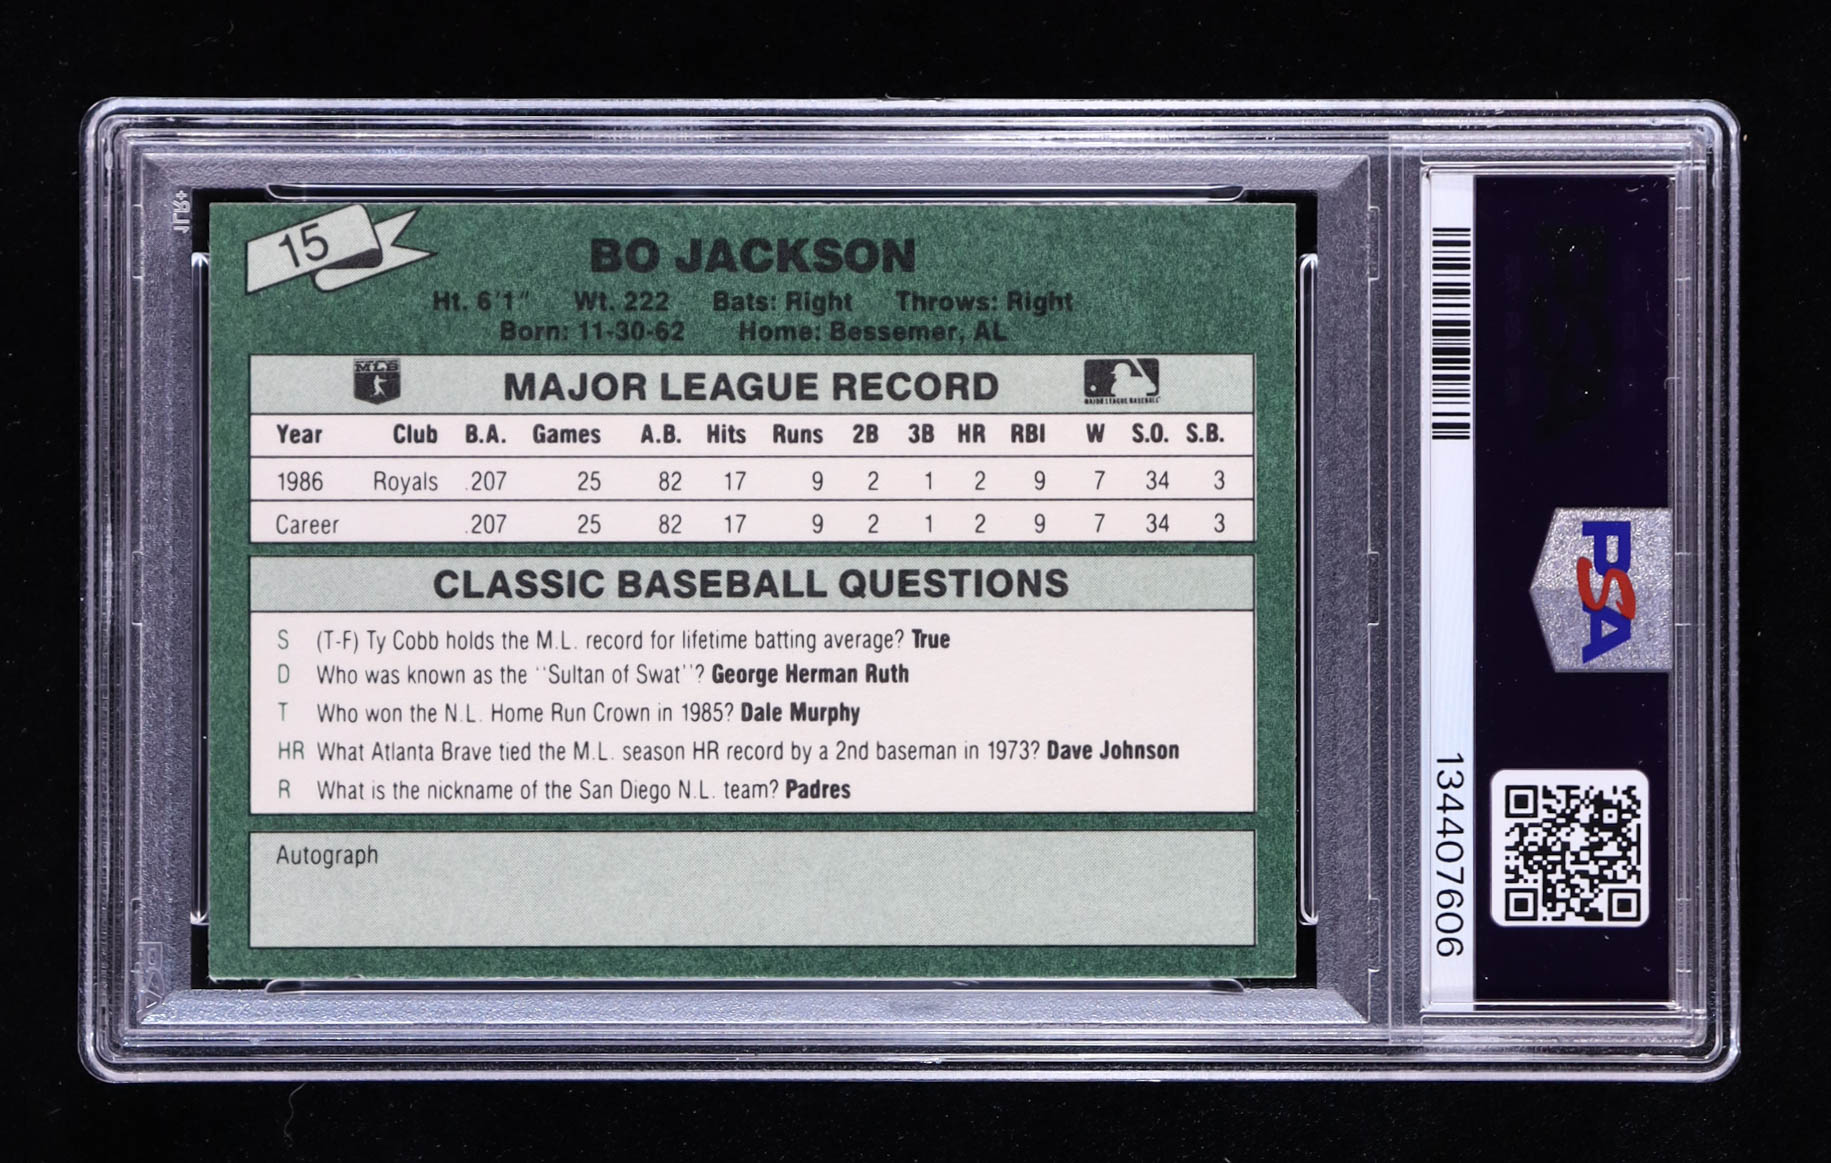 15
BO JACKSON
Ht. 6'1" Wt. 222 Bats: Right Throws: Right
Born: 11-30-62 Home: Bessemer, AL
MLB
MAJOR LEAGUE RECORD
MAJOR LEAGUE BASEBALL
Year Club B.A. Games A.B. Hits Runs 2B 3B HR RBI W S.O. S.B.
1986 Royals .207 25 82 17 9 2 1 2 9 7 34 3
Career .207 25 82 17 9 2 1 2 9 7 34 3
CLASSIC BASEBALL QUESTIONS
S (T-F) Ty Cobb holds the M.L. record for lifetime batting average? True
D Who was known as the "Sultan of Swat"? George Herman Ruth
T Who won the N.L. Home Run Crown in 1985? Dale Murphy
HR What Atlanta Brave tied the M.L. season HR record by a 2nd baseman in 1973? Dave Johnson
R What is the nickname of the San Diego N.L. team? Padres
Autograph
134407606
PSA
JLR+
PSA